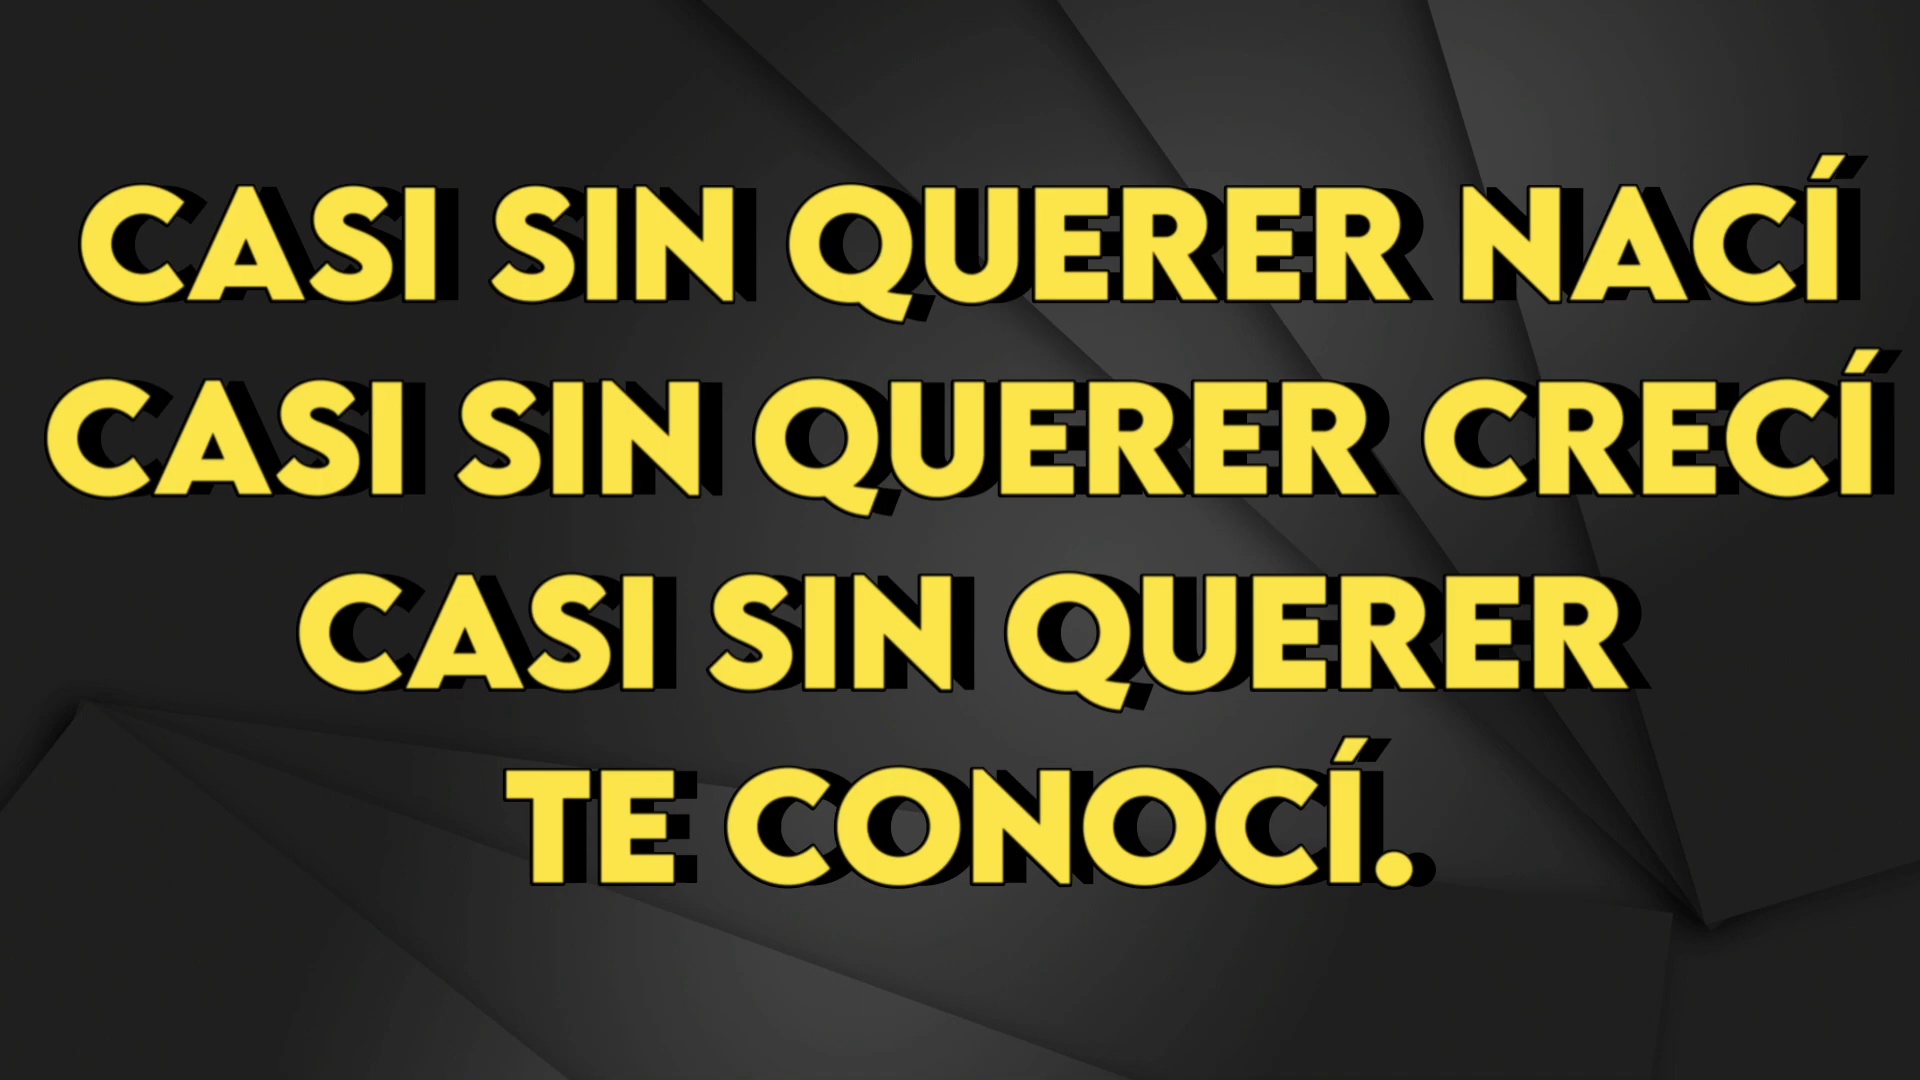 CASI SIN QUERER NACÍ
CASI SIN QUERER CRECÍ
CASI SIN QUERER
TE CONOCÍ.